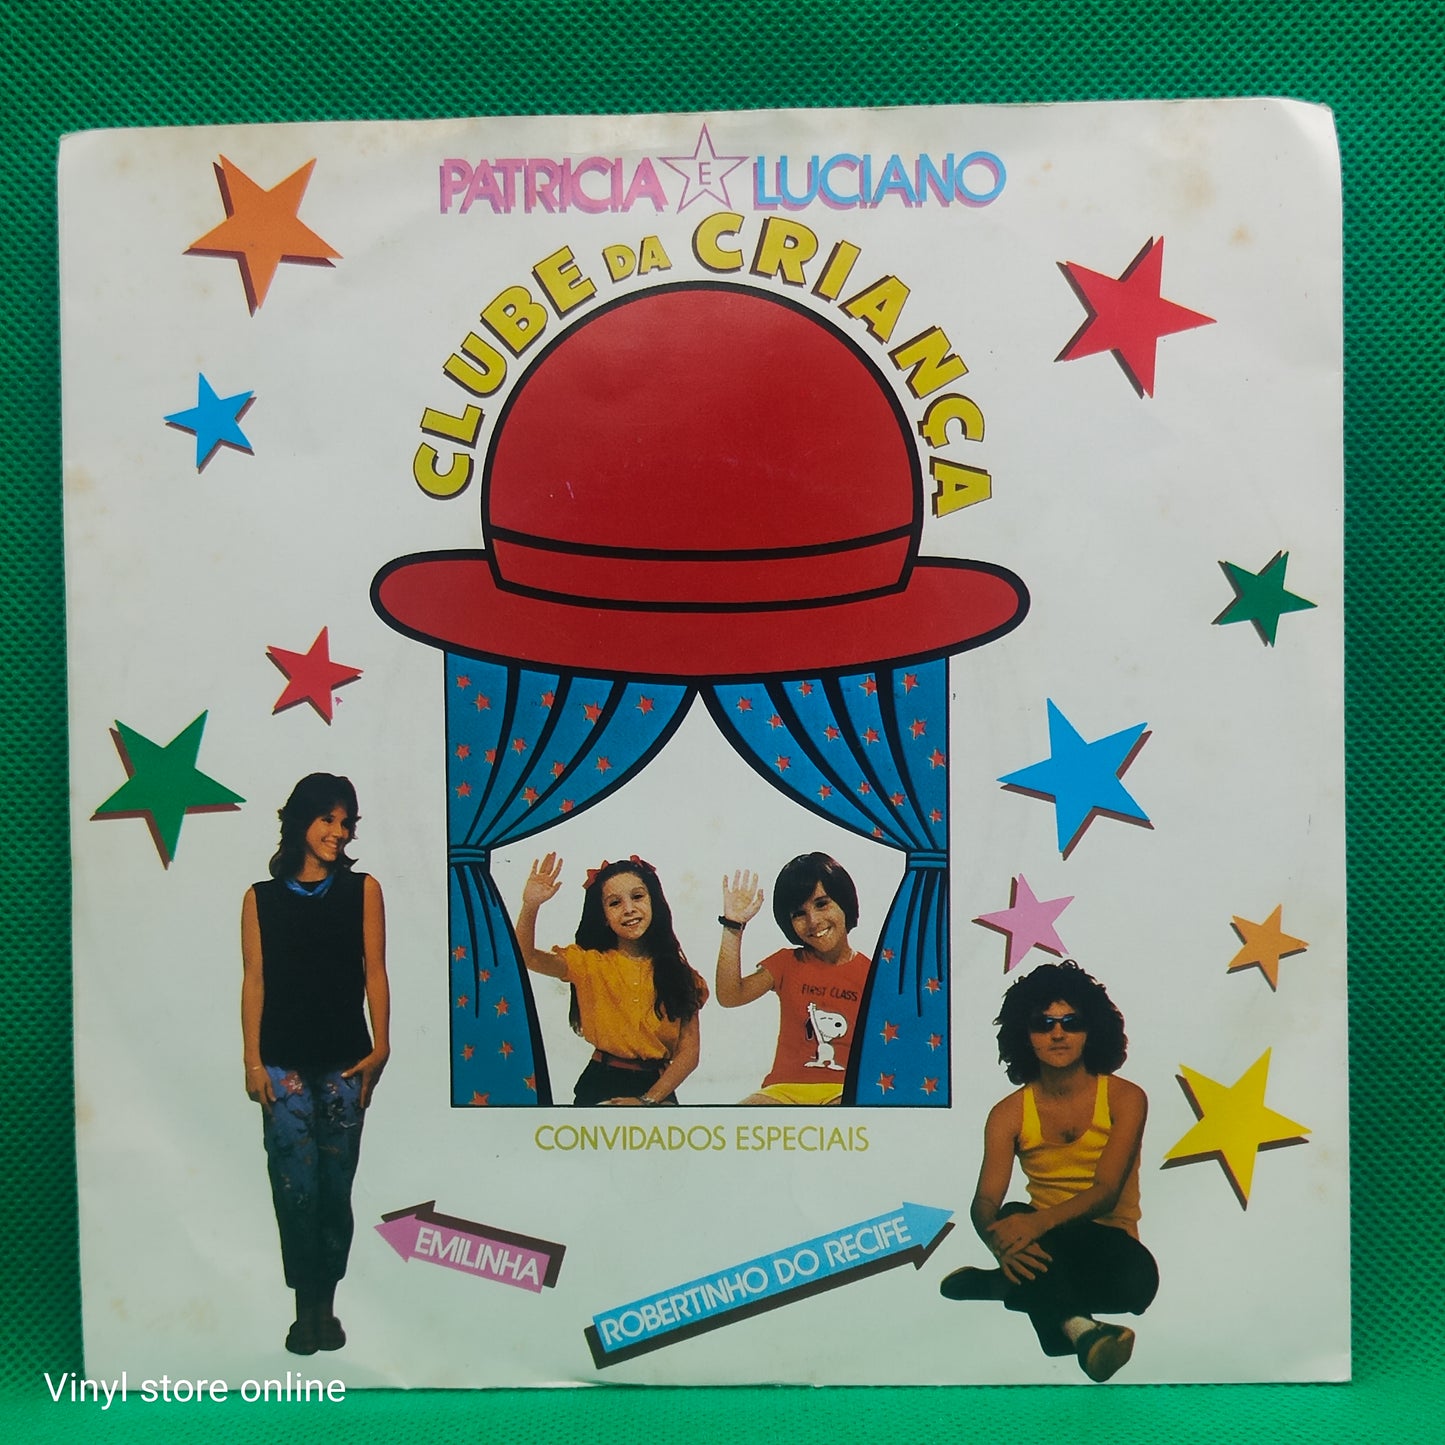 PATRICIA E LUCIANO
CLUBE DA CRIANÇA
FIRST CLASS
CONVIDADOS ESPECIAIS
EMILINHA
ROBERTINHO DO RECIFE
Vinyl store online